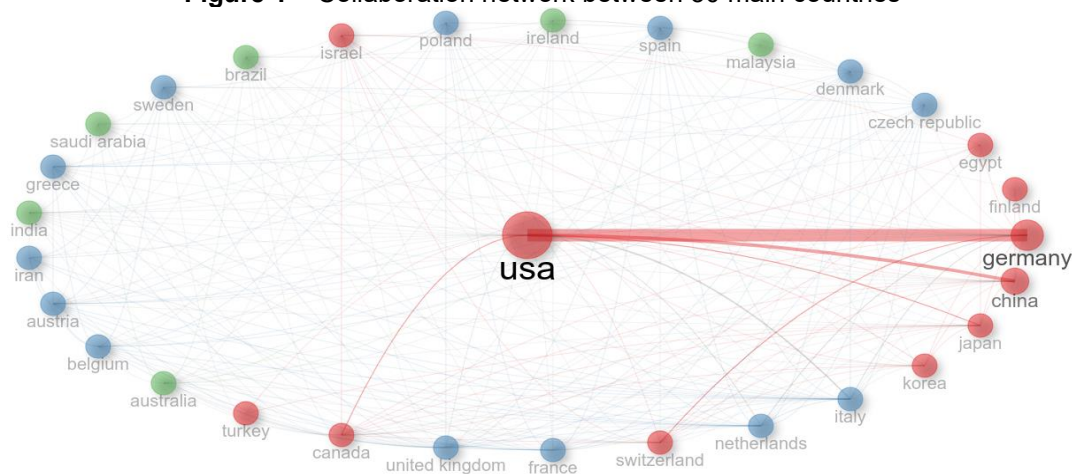 Collaboration network between 30 main countries
poland
ireland
spain
israel
malaysia
brazil
denmark
sweden
czech republic
saudi arabia
egypt
greece
finland
india
usa
germany
iran
china
austria
japan
belgium
korea
australia
italy
turkey
netherlands
canada
united kingdom
france
switzerland